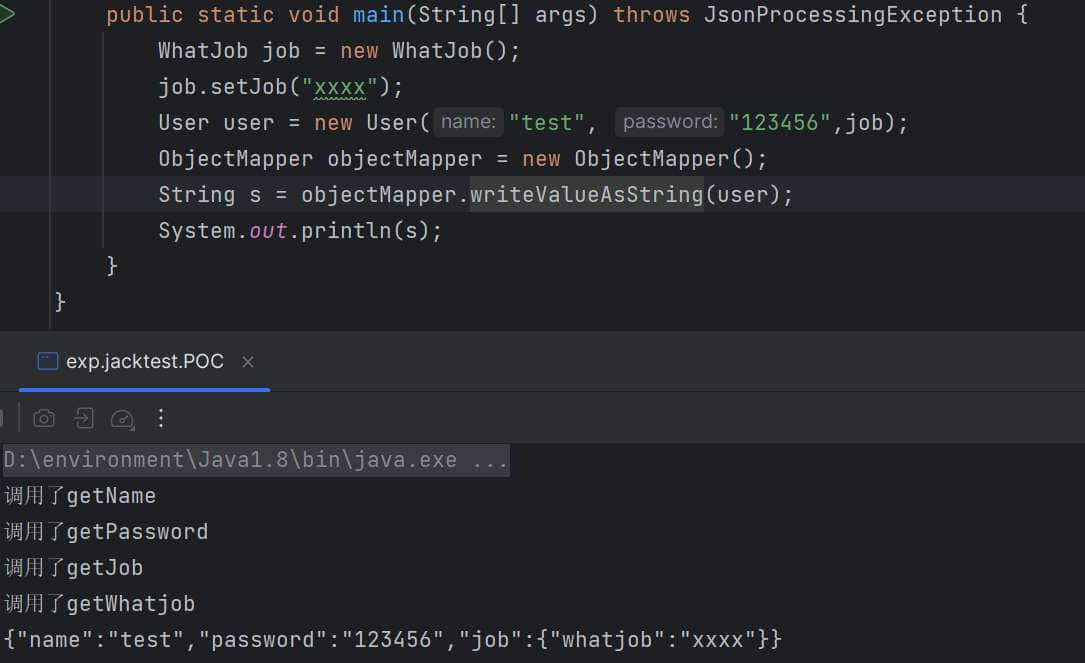 public static void main(String[] args) throws JsonProcessingException {
WhatJob job = new WhatJob();
job.setJob("xxxx");
User user = new User( name: "test", password: "123456",job);
ObjectMapper objectMapper = new ObjectMapper();
String s = objectMapper.writeValueAsString(user);
System.out.println(s);
}
}
exp.jacktest.POC
D:\environment\Java1.8\bin\java.exe ...
调用了getName
调用了getPassword
调用了getJob
调用了getWhatjob
{"name":"test","password":"123456","job":{"whatjob":"xxxx"}}